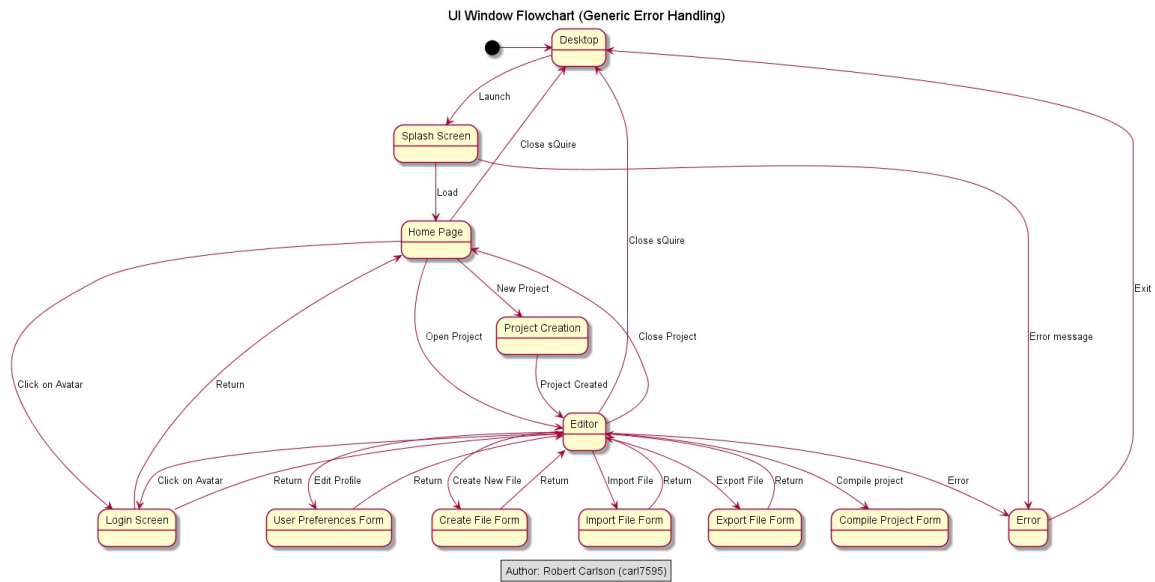 UI Window Flowchart (Generic Error Handling)
Desktop
Launch
Splash Screen
Close sQuire
Load
Home Page
Close sQuire
New Project
Exit
Project Creation
Open Project
Close Project
Error message
Click on Avatar
Return
Project Created
Editor
Click on Avatar
Return
Edit Profile
Return
Create New File
Return
Import File
Return
Export File
Return
Compile project
Error
Login Screen
User Preferences Form
Create File Form
Import File Form
Export File Form
Compile Project Form
Error
Author: Robert Carlson (carl7595)